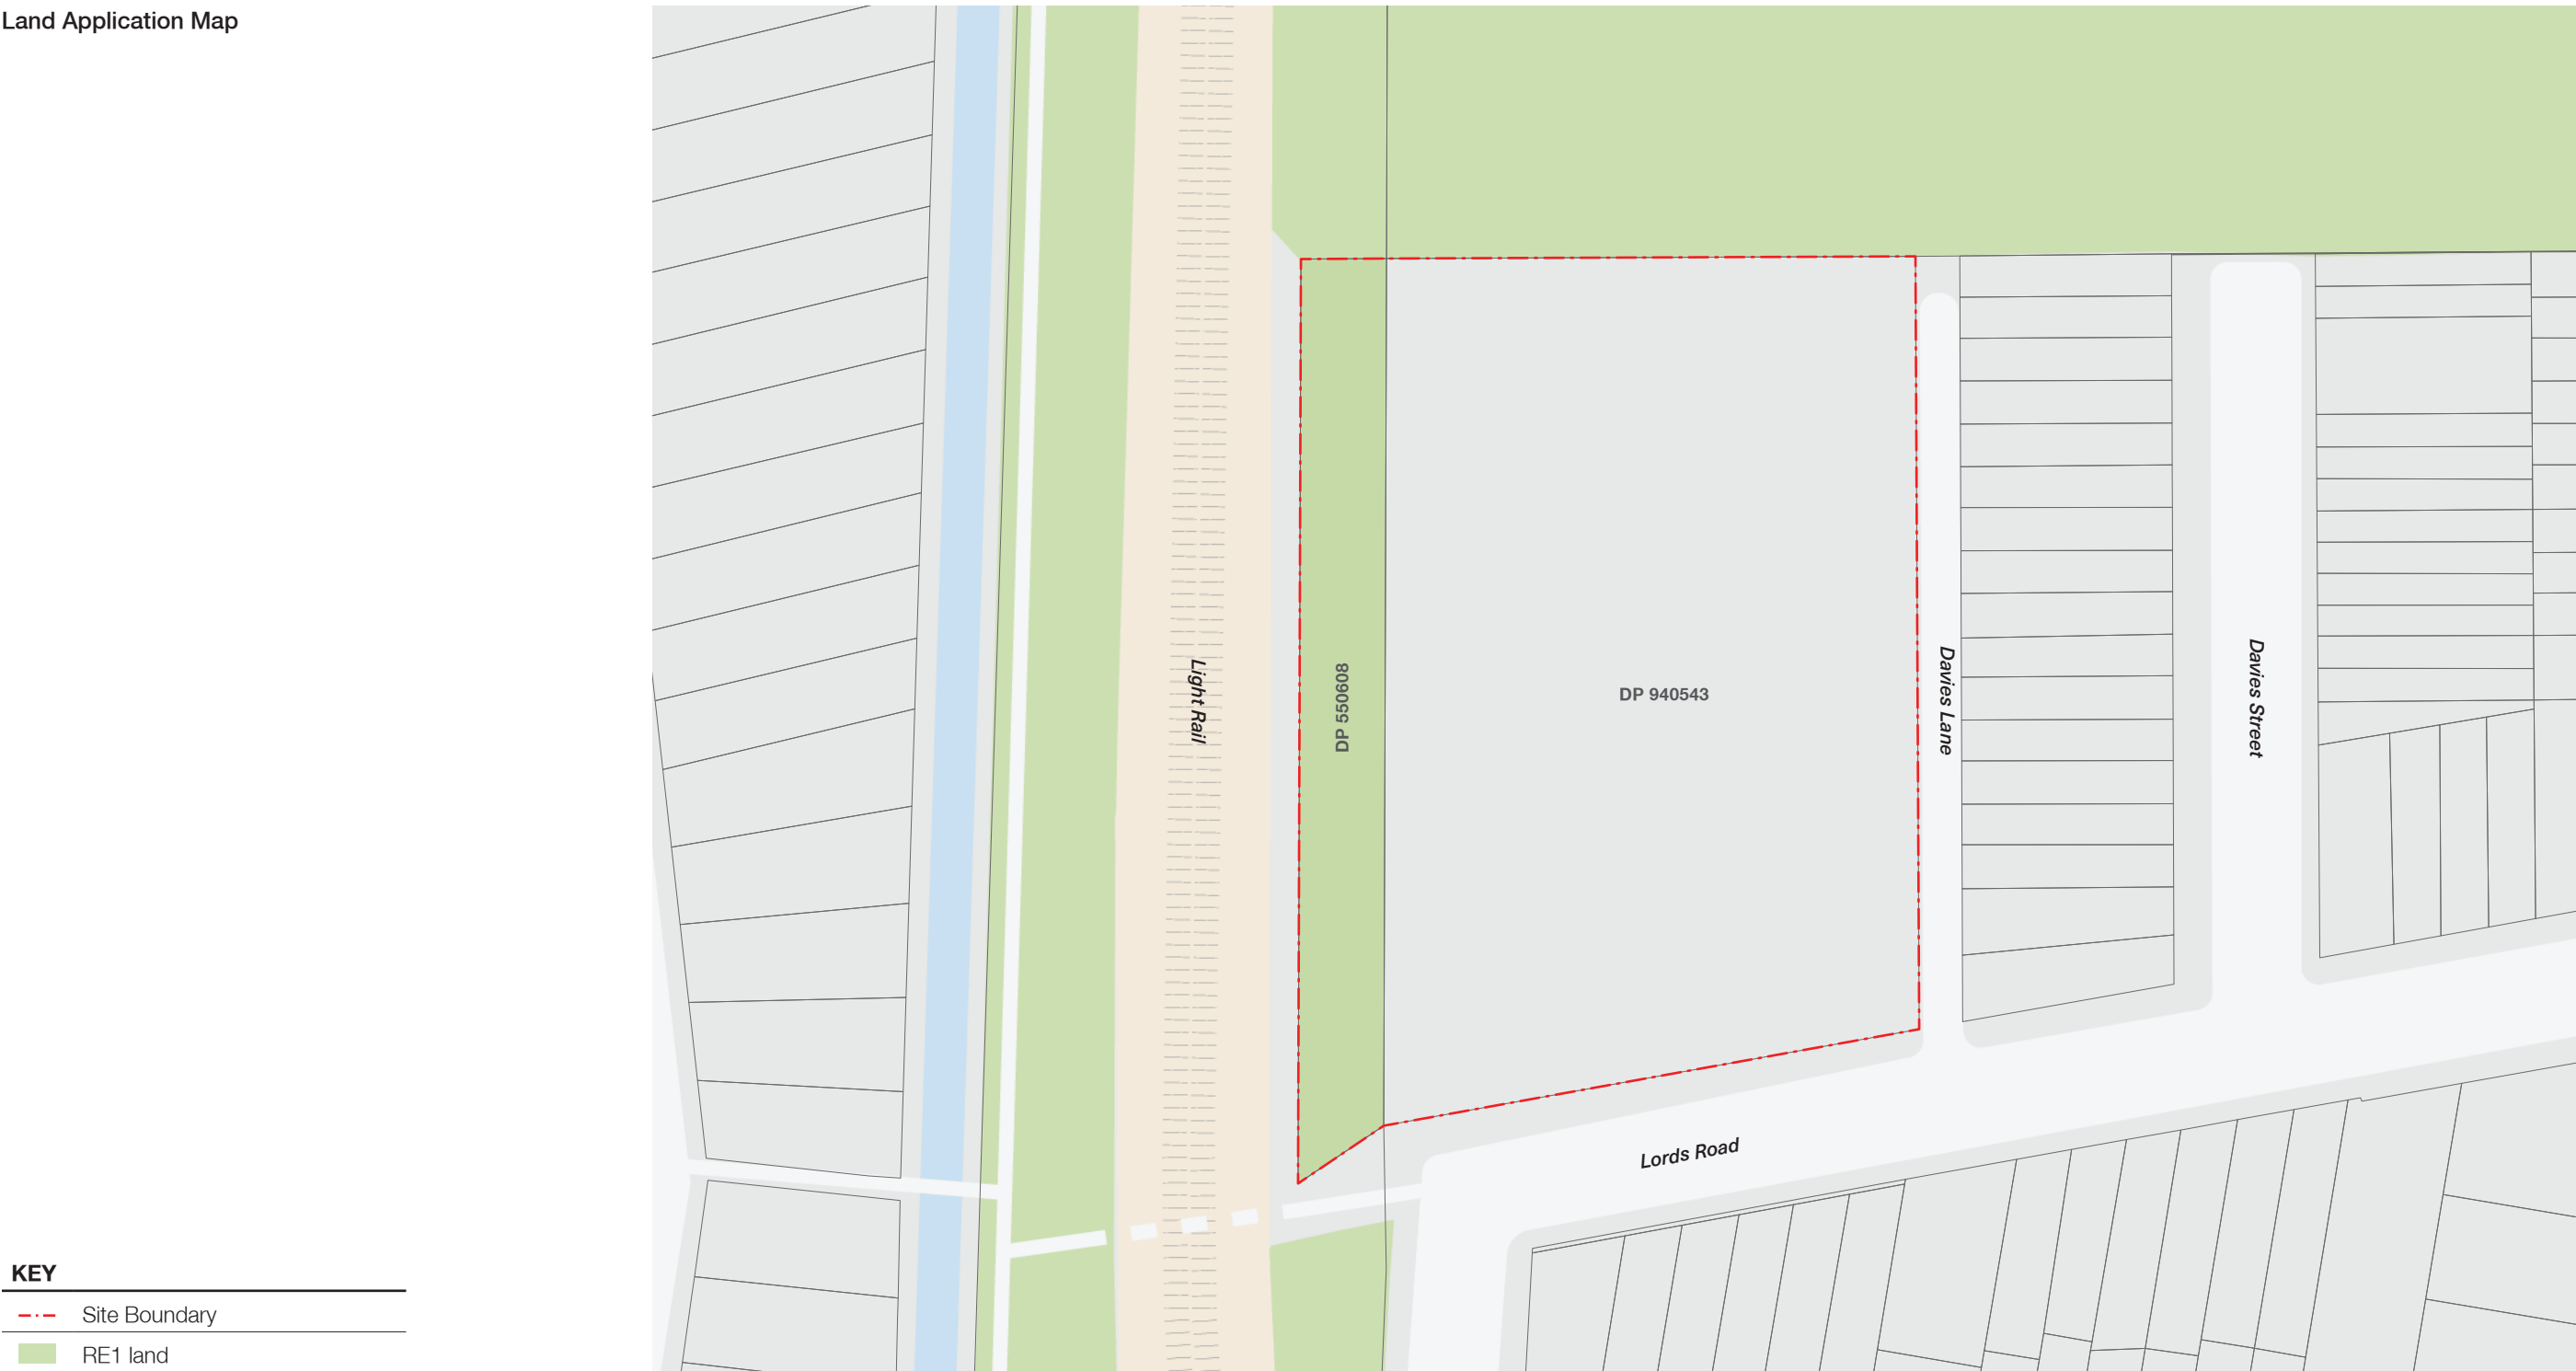 Land Application Map
Light Rail
DP 550608
DP 940543
Davies Lane
Davies Street
Lords Road
KEY
Site Boundary
RE1 land